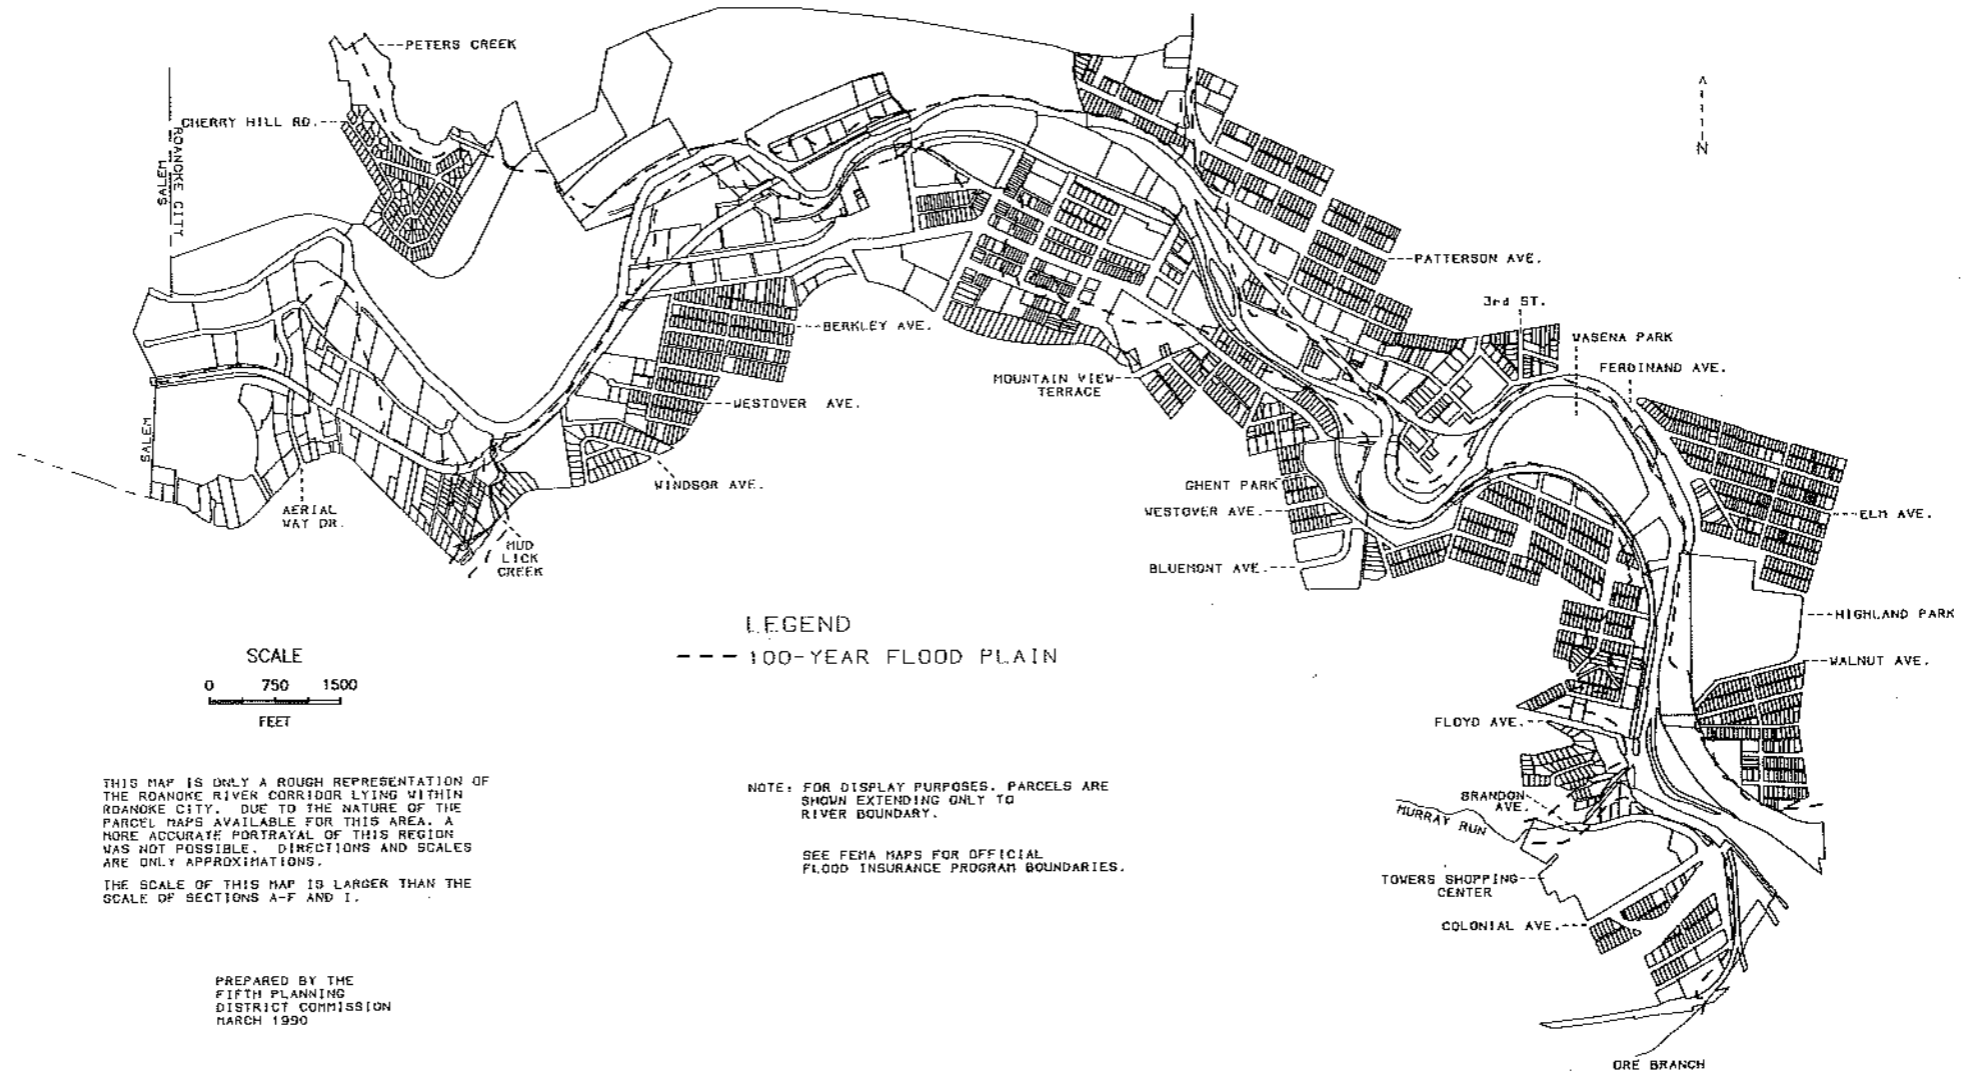 PETERS CREEK
CHERRY HILL RD.
SALEM
ROANOKE CITY
N
PATTERSON AVE.
3rd ST.
WASENA PARK
FERDINAND AVE.
BERKLEY AVE.
MOUNTAIN VIEW
TERRACE
WESTOVER AVE.
SALEM
WINDSOR AVE.
GHENT PARK
WESTOVER AVE.
ELM AVE.
AERIAL
WAY DR.
MUD
LICK
CREEK
BLUEMONT AVE.
HIGHLAND PARK
LEGEND
100-YEAR FLOOD PLAIN
WALNUT AVE.
SCALE
0 750 1500
FEET
FLOYD AVE.
THIS MAP IS ONLY A ROUGH REPRESENTATION OF
THE ROANOKE RIVER CORRIDOR LYING WITHIN
ROANOKE CITY. DUE TO THE NATURE OF THE
PARCEL MAPS AVAILABLE FOR THIS AREA. A
MORE ACCURATE PORTRAYAL OF THIS REGION
WAS NOT POSSIBLE. DIRECTIONS AND SCALES
ARE ONLY APPROXIMATIONS.
THE SCALE OF THIS MAP IS LARGER THAN THE
SCALE OF SECTIONS A-F AND I.
NOTE: FOR DISPLAY PURPOSES. PARCELS ARE
SHOWN EXTENDING ONLY TO
RIVER BOUNDARY.
SEE FEMA MAPS FOR OFFICIAL
FLOOD INSURANCE PROGRAM BOUNDARIES.
BRANDON
AVE.
MURRAY RUN
TOWERS SHOPPING
CENTER
COLONIAL AVE.
PREPARED BY THE
FIFTH PLANNING
DISTRICT COMMISSION
MARCH 1990
ORE BRANCH